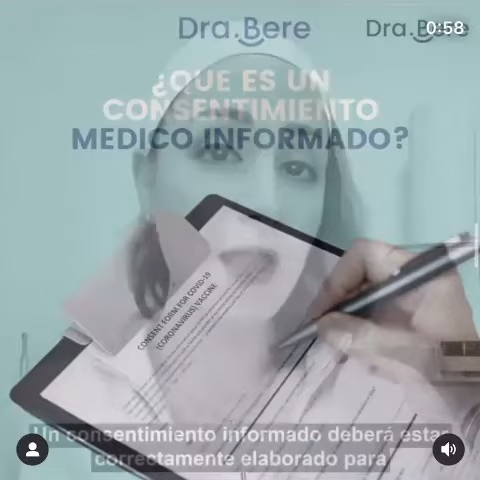 Dra.Bere
Dra.Bere
0:58
¿QUE ES UN
CONSENTIMIENTO
MEDICO INFORMADO?
CONSENT FORM FOR COVID-19
(CORONAVIRUS) VACCINE
Un consentimiento informado deberá estar
correctamente elaborado para